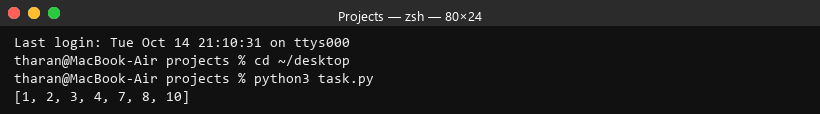 Projects — zsh — 80×24
Last login: Tue Oct 14 21:10:31 on ttys000
tharan@MacBook-Air projects % cd ~/desktop
tharan@MacBook-Air projects % python3 task.py
[1, 2, 3, 4, 7, 8, 10]